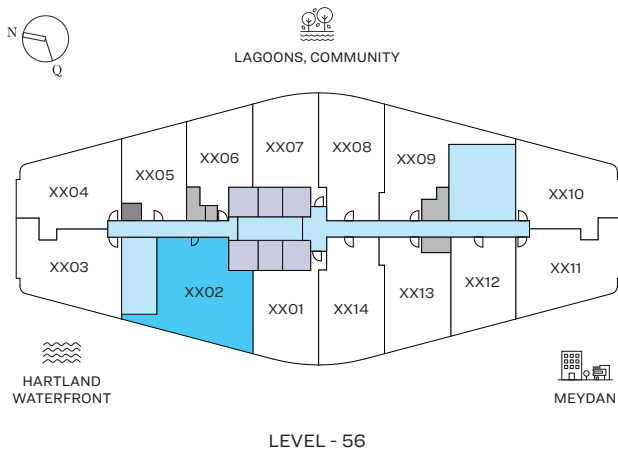 N
Q
LAGOONS, COMMUNITY
XX04
XX05
XX06
XX07
XX08
XX09
XX10
XX03
XX02
XX01
XX14
XX13
XX12
XX11
HARTLAND
WATERFRONT
MEYDAN
LEVEL - 56